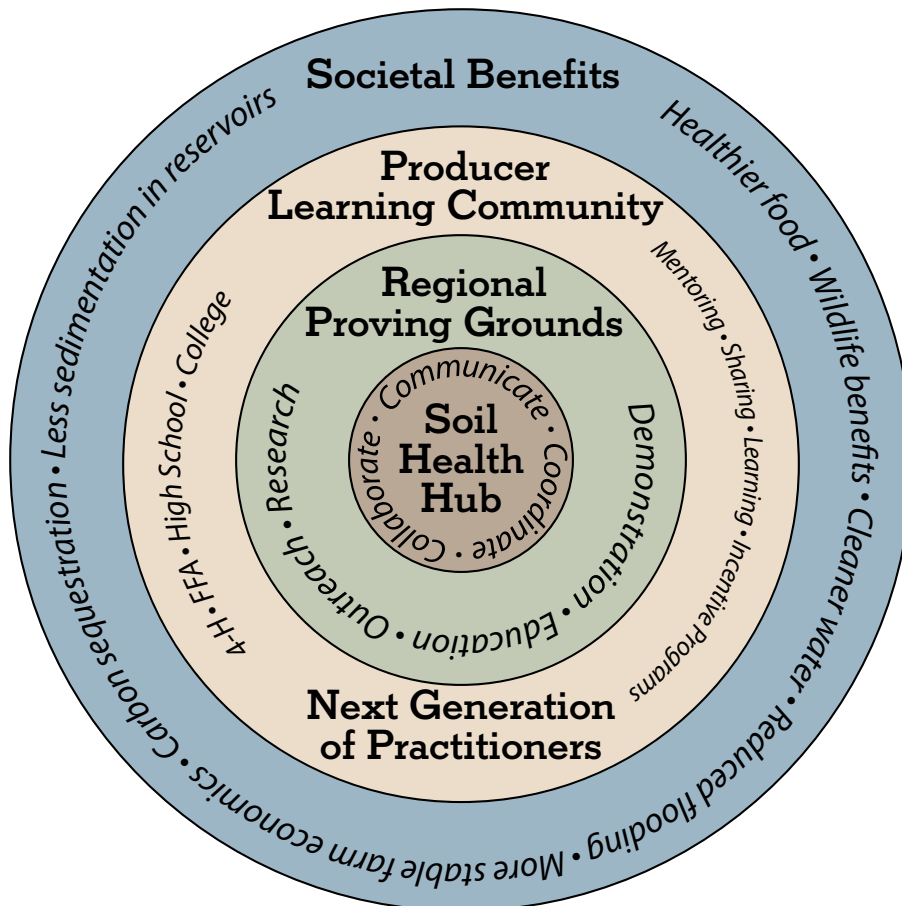 Societal Benefits
Healthier food • Wildlife benefits • Cleaner water • Reduced flooding • More stable farm economics • Carbon sequestration • Less sedimentation in reservoirs
Producer
Learning Community
Mentoring • Sharing • Learning • Incentive Programs
4-H • FFA • High School • College
Next Generation
of Practitioners
Regional
Proving Grounds
Demonstration • Education • Outreach • Research
Communicate • Coordinate • Collaborate •
Soil
Health
Hub